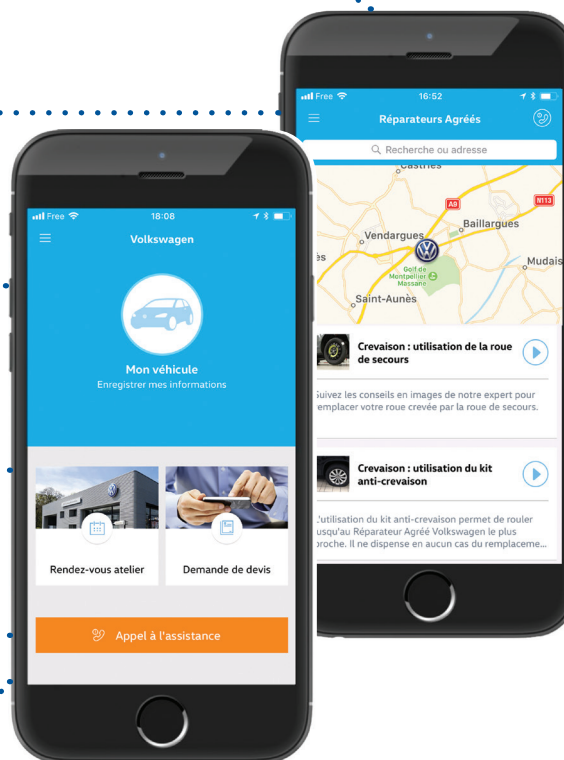 Free
18:08
Volkswagen
Mon véhicule
Enregistrer mes informations
Rendez-vous atelier
Demande de devis
Appel à l'assistance
Free
16:52
Réparateurs Agréés
Recherche ou adresse
Castries
A9
N113
Vendargues
Baillargues
Mudais
Golf de
Montpellier
Massane
Saint-Aunès
Crevaison : utilisation de la roue
de secours
Suivez les conseils en images de notre expert pour
remplacer votre roue crevée par la roue de secours.
Crevaison : utilisation du kit
anti-crevaison
L'utilisation du kit anti-crevaison permet de rouler
jusqu'au Réparateur Agréé Volkswagen le plus
proche. Il ne dispense en aucun cas du remplaceme...